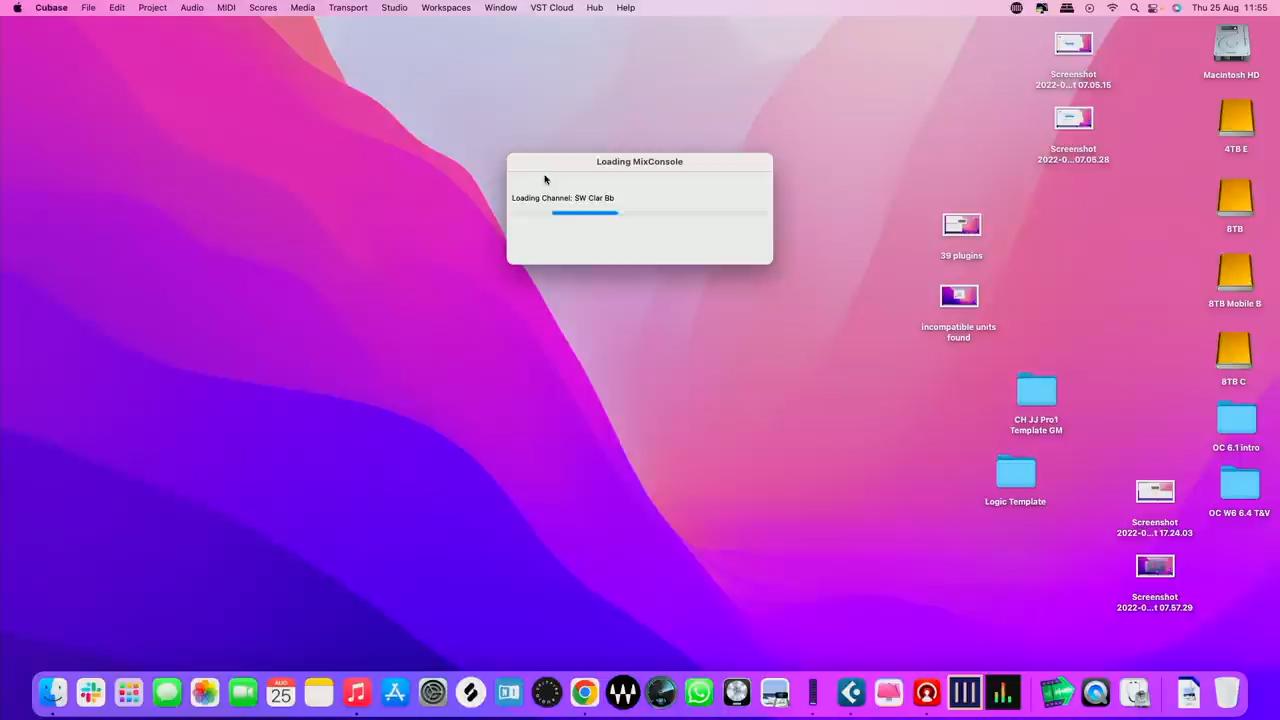 Cubase File Edit Project Audio MIDI Scores Media Transport Studio Workspaces Window VST Cloud Hub Help
Thu 25 Aug 11:55
Screenshot
2022-0...t 07.05.15
Macintosh HD
Screenshot
2022-0...t 07.05.28
4TB E
Loading MixConsole
Loading Channel: SW Clar Bb
8TB
39 plugins
8TB Mobile B
incompatible units
found
8TB C
CH JJ Pro1
Template GM
OC 6.1 intro
Logic Template
OC W6 6.4 T&V
Screenshot
2022-0...t 17.24.03
Screenshot
2022-0...t 07.57.29
AUG
25